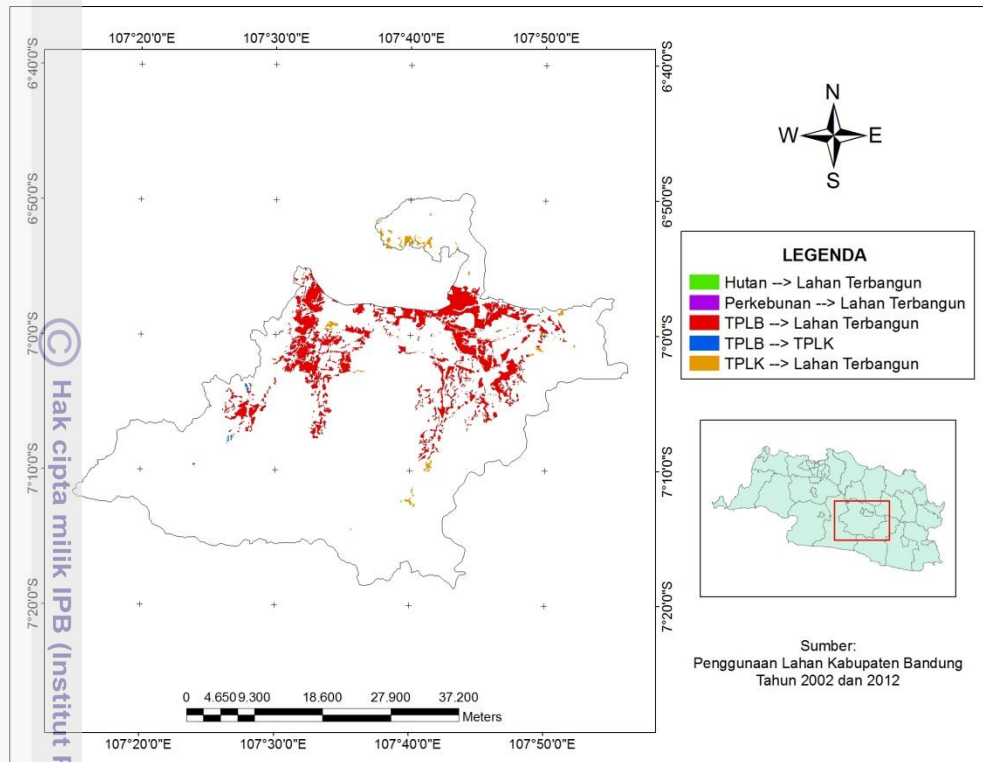 107°20'0"E 107°30'0"E 107°40'0"E 107°50'0"E
6°40'0"S 6°40'0"S
6°50'0"S 6°50'0"S
7°0'0"S 7°0'0"S
7°10'0"S 7°10'0"S
7°20'0"S 7°20'0"S
0 4.650 9.300 18.600 27.900 37.200
Meters
107°20'0"E 107°30'0"E 107°40'0"E 107°50'0"E
© Hak cipta milik IPB (Institut
N
W E
S
LEGENDA
Hutan --> Lahan Terbangun
Perkebunan --> Lahan Terbangun
TPLB --> Lahan Terbangun
TPLB --> TPLK
TPLK --> Lahan Terbangun
Sumber:
Penggunaan Lahan Kabupaten Bandung
Tahun 2002 dan 2012